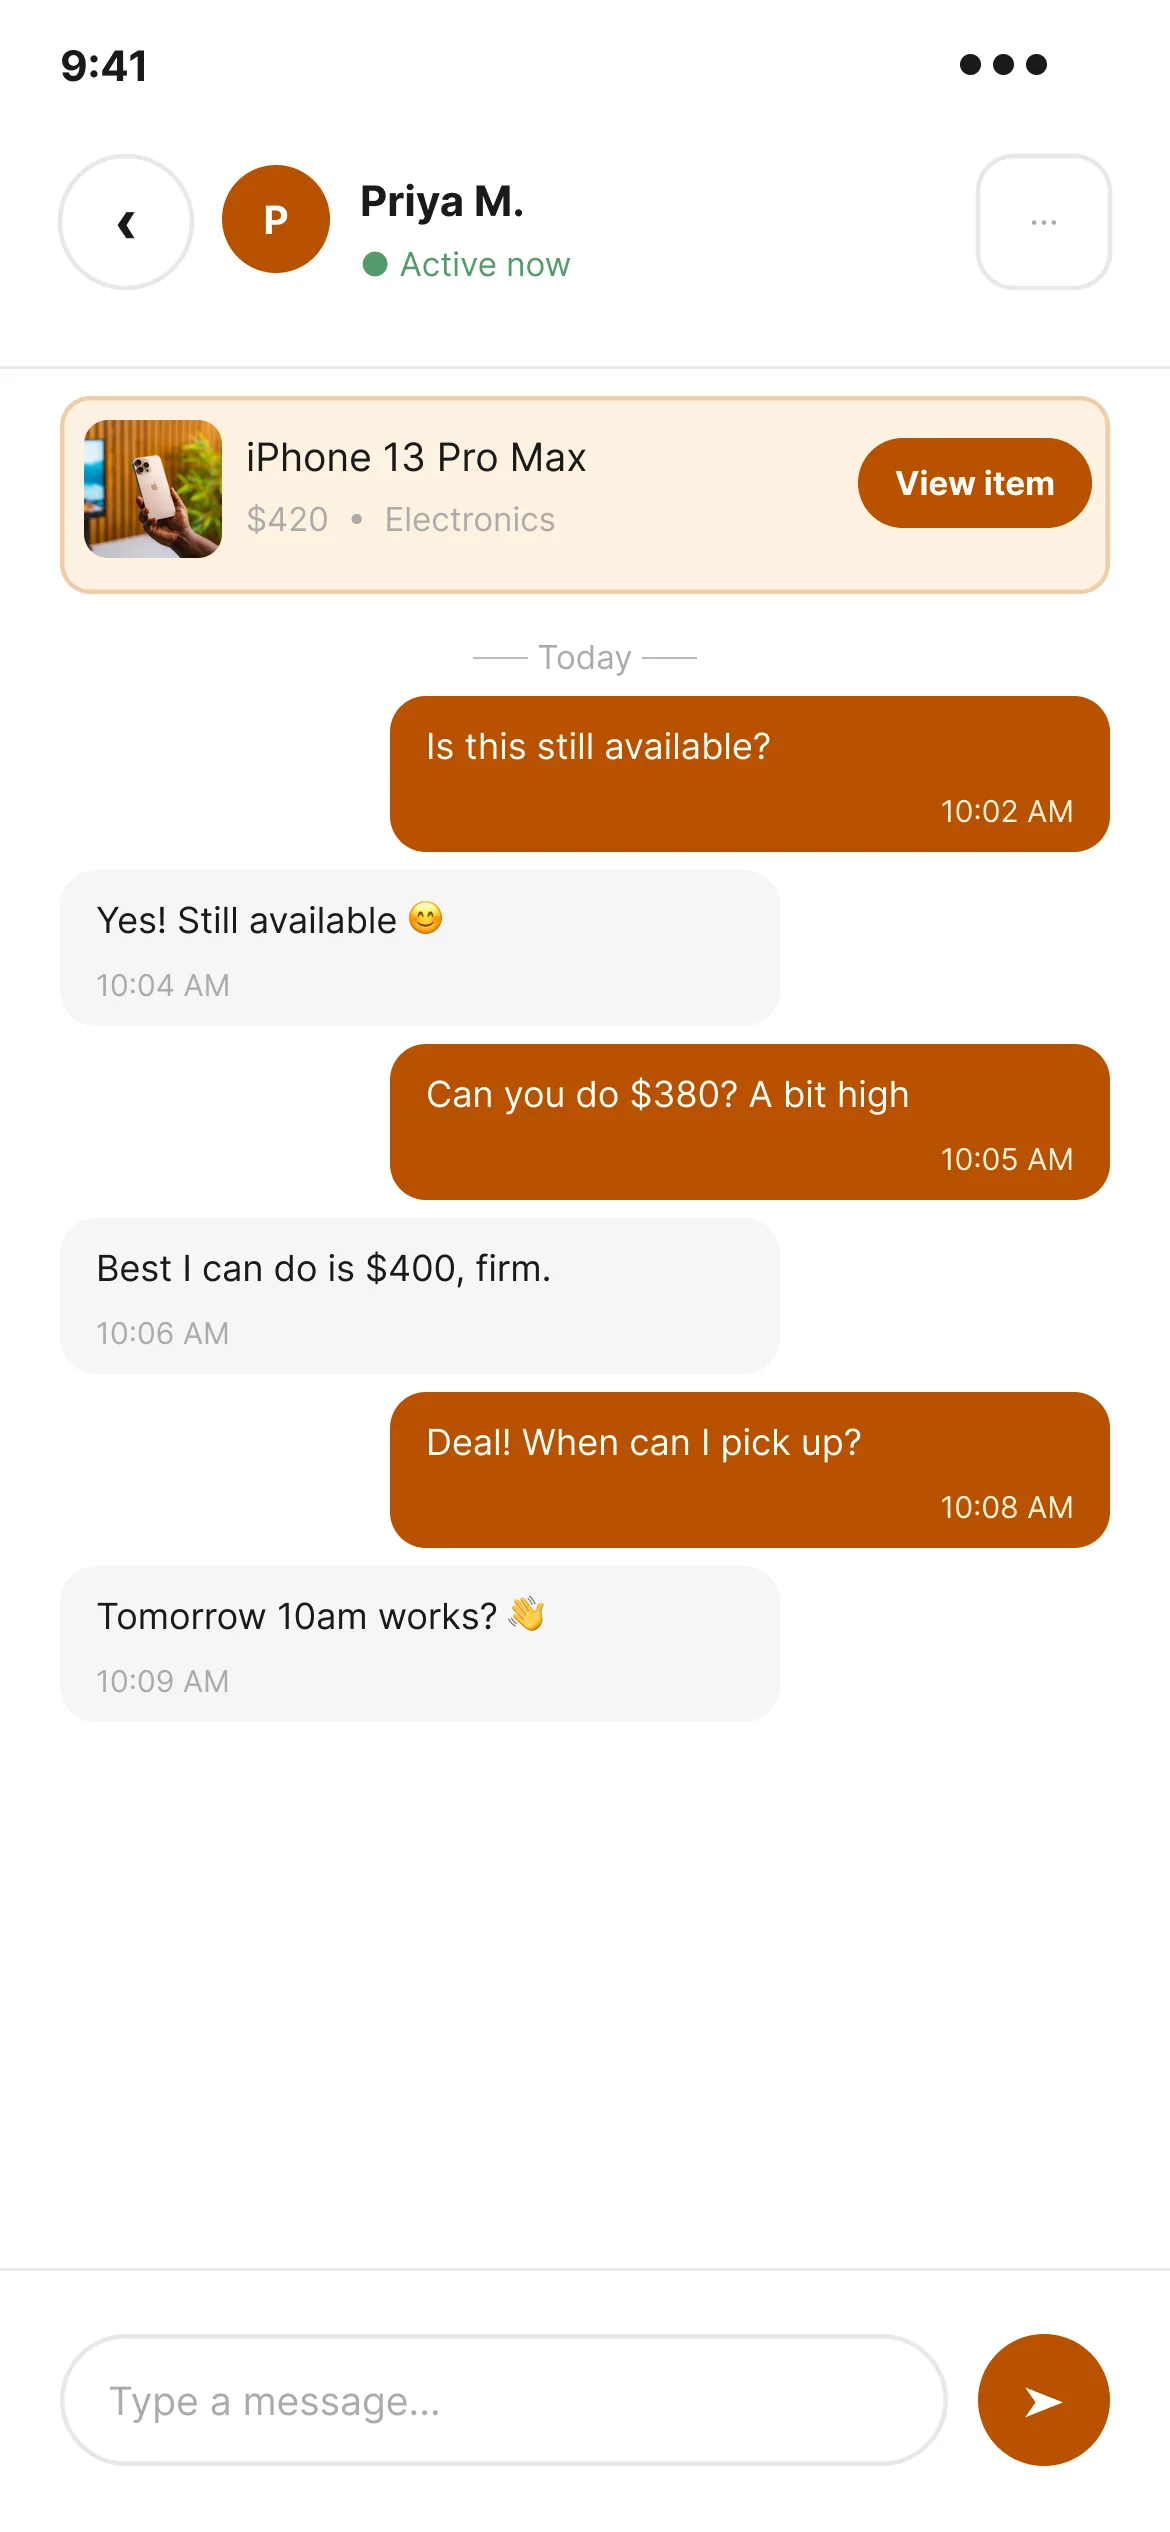 9:41
‹
P
Priya M.
Active now
...
iPhone 13 Pro Max
$420 • Electronics
View item
Today
Is this still available?
10:02 AM
Yes! Still available 😊
10:04 AM
Can you do $380? A bit high
10:05 AM
Best I can do is $400, firm.
10:06 AM
Deal! When can I pick up?
10:08 AM
Tomorrow 10am works? 👋
10:09 AM
Type a message...
➤